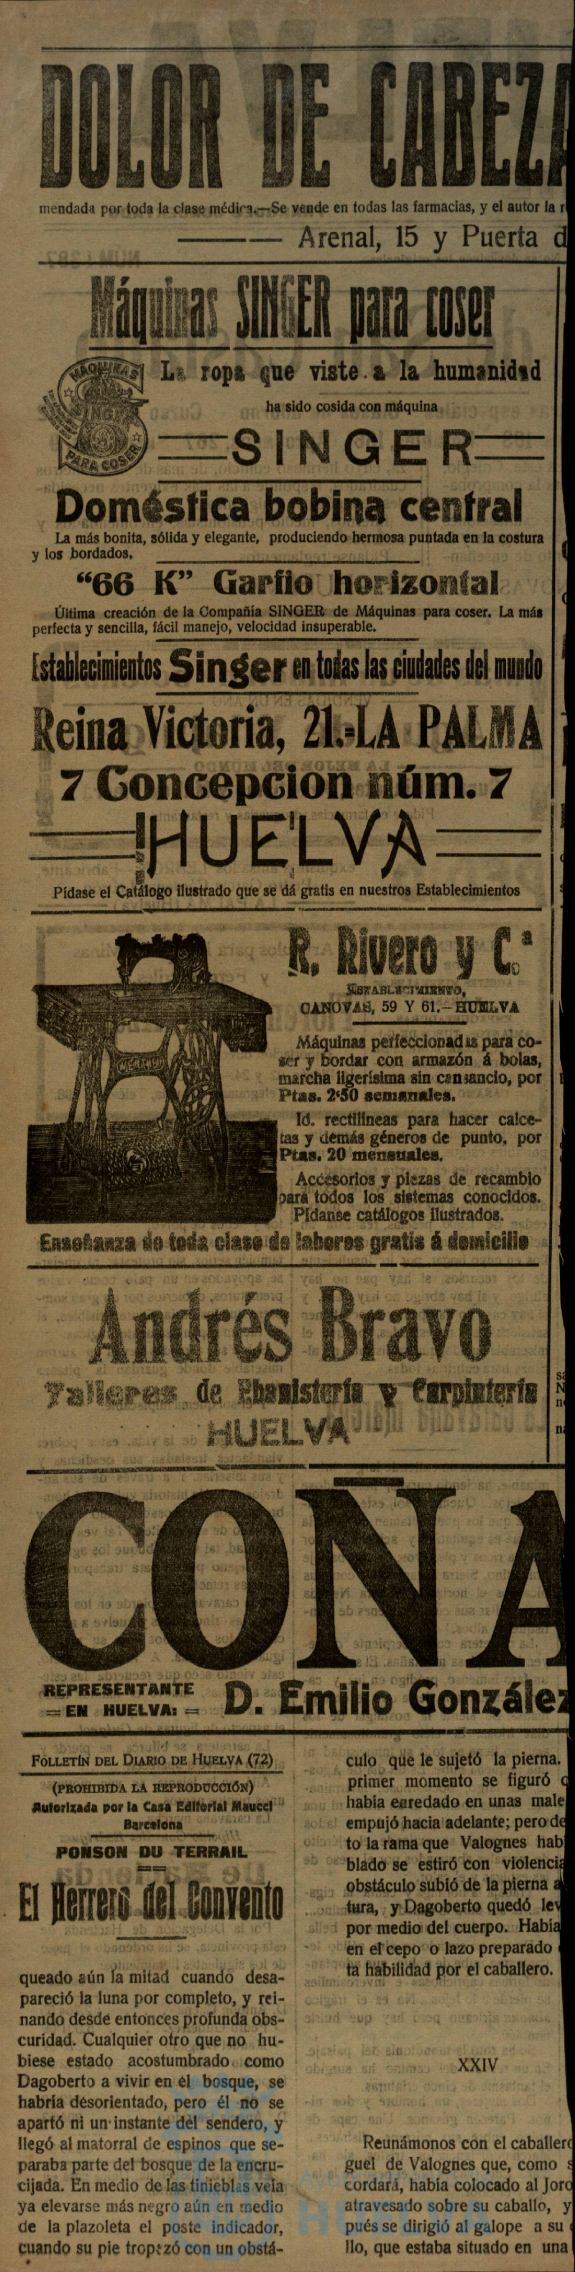 DOLOR DE CABEZA
mendada por toda la clase médica.—Se vende en todas las farmacias, y el autor la
Arenal, 15 y Puerta d
Máquinas SINGER para coser
MAQUINAS
SINGER
PARA COSER
La ropa que viste a la humanidad
ha sido cosida con máquina
SINGER
Doméstica bobina central
La más bonita, sólida y elegante, produciendo hermosa puntada en la costura
y los bordados.
“66 K” Garfio horizontal
Última creación de la Compañia SINGER de Máquinas para coser. La más
perfecta y sencilla, fácil manejo, velocidad insuperable.
Establecimientos Singer en todas las ciudades del mundo
Reina Victoria, 21.=LA PALMA
7 Concepcion núm. 7
HUELVA
Pídase el Catálogo ilustrado que se dá gratis en nuestros Establecimientos
R. Rivero y C.ª
ESTABLECIMIENTO,
CANOVAS, 59 Y 61.—HUELVA
WERTHEIM
Máquinas perfeccionadas para co-
ser y bordar con armazón á bolas,
marcha ligerísima sin cansancio, por
Ptas. 2'50 semanales.
Id. rectilineas para hacer calce-
tas y demás géneros de punto, por
Ptas. 20 mensuales.
Accesorios y piezas de recambio
para todos los sistemas conocidos.
Pídanse catálogos ilustrados.
Enseñanza de toda clase de labores gratis á domicilio
Andrés Bravo
Talleres de Ebanistería y Carpintería
HUELVA
COÑA
REPRESENTANTE
= EN HUELVA: =
D. Emilio González
FOLLETÍN DEL DIARIO DE HUELVA (72)
(PROHIBIDA LA REPRODUCCIÓN)
Autorizada por la Casa Editorial Maucci
Barcelona
PONSON DU TERRAIL
El Herrero del Convento
queado aún la mitad cuando desa-
pareció la luna por completo, y rei-
nando desde entonces profunda obs-
curidad. Cualquier otro que no hu-
biese estado acostumbrado como
Dagoberto a vivir en el bosque, se
habría desorientado, pero él no se
apartó ni un instante del sendero, y
llegó al matorral de espinos que se-
paraba parte del bosque de la encru-
cijada. En medio de las tinieblas veía
ya elevarse más negro aún en medio
de la plazoleta el poste indicador,
cuando su pie tropezó con un obstá-
culo que le sujetó la pierna.
primer momento se figuró
había enredado en unas male
empujó hacia adelante; pero de
to la rama que Valognes hab
blado se estiró con violencia
obstáculo subió de la pierna a
tura, y Dagoberto quedó lev
por medio del cuerpo. Había
en el cepo o lazo preparado
ta habilidad por el caballero.
XXIV
Reunámonos con el caballero
guel de Valognes que, como s
cordará, había colocado al Joro
atravesado sobre su caballo, y
pués se dirigió al galope a su
llo, que estaba situado en una